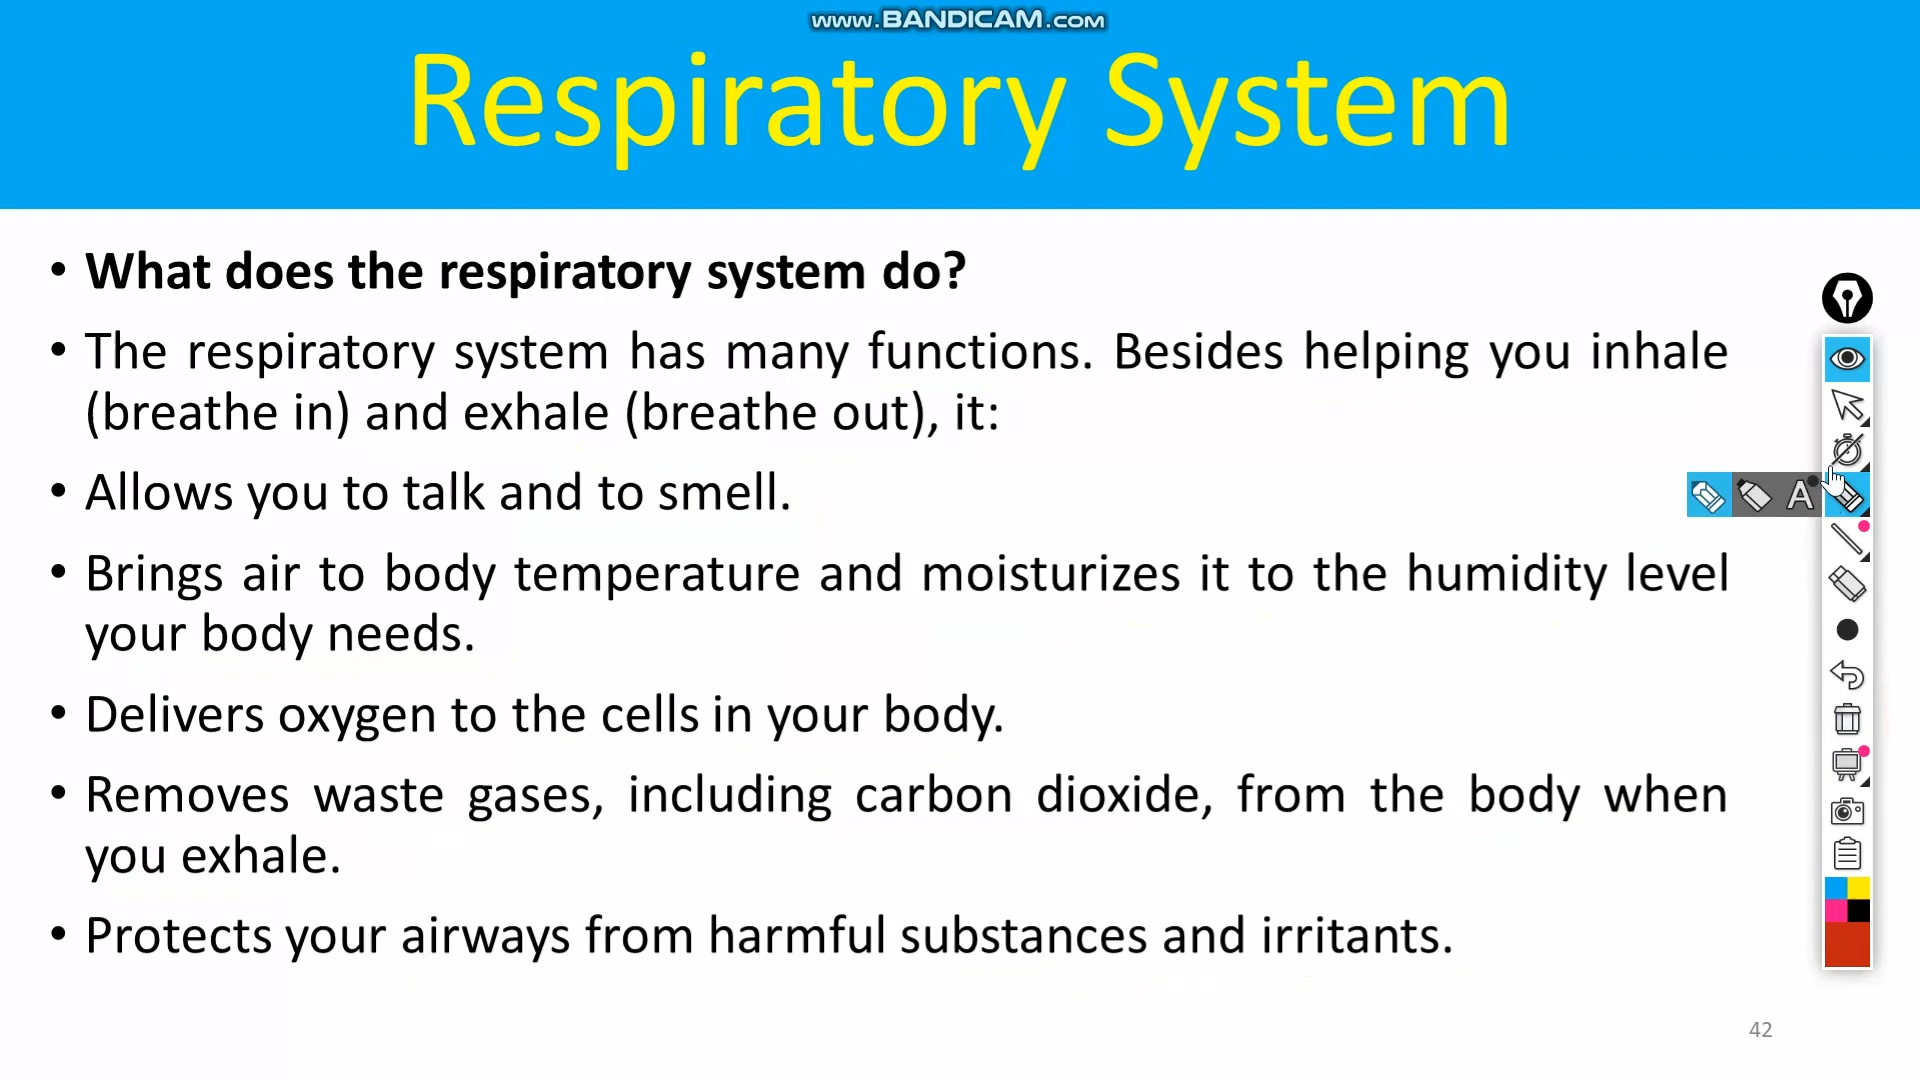 www.BANDICAM.com
Respiratory System
• What does the respiratory system do?
• The respiratory system has many functions. Besides helping you inhale
(breathe in) and exhale (breathe out), it:
• Allows you to talk and to smell.
• Brings air to body temperature and moisturizes it to the humidity level
your body needs.
• Delivers oxygen to the cells in your body.
• Removes waste gases, including carbon dioxide, from the body when
you exhale.
• Protects your airways from harmful substances and irritants.
A
42